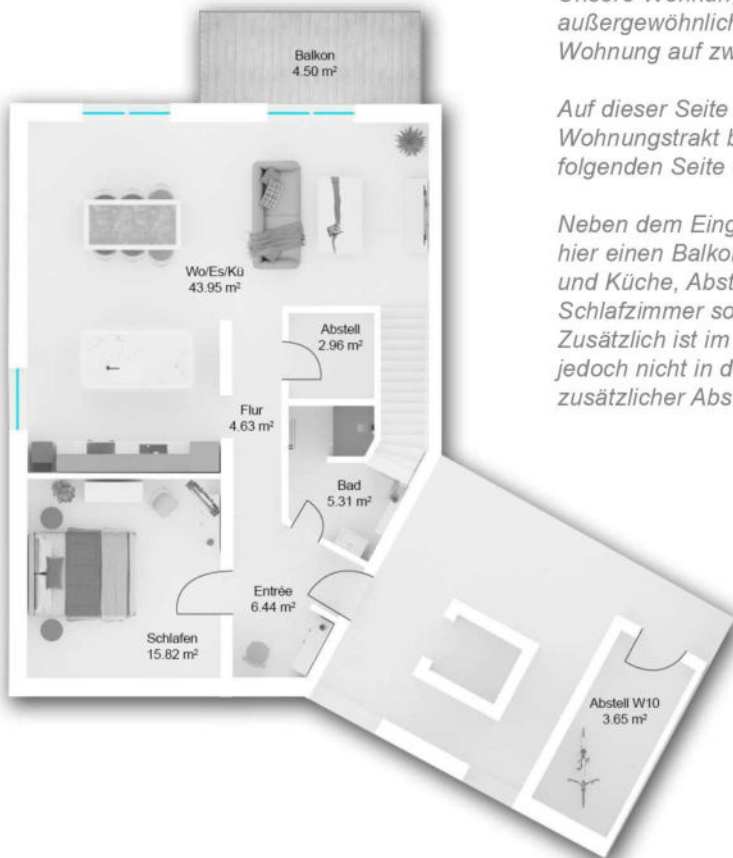 Balkon
4.50 m²
Wo/Es/Kü
43.95 m²
Abstell
2.96 m²
Flur
4.63 m²
Bad
5.31 m²
Entrée
6.44 m²
Schlafen
15.82 m²
Abstell W10
3.65 m²
außergewöhnlich
Wohnung auf zw
Auf dieser Seite
Wohnungstrakt b
folgenden Seite
Neben dem Eing
hier einen Balko
und Küche, Abst
Schlafzimmer so
Zusätzlich ist im
jedoch nicht in d
zusätzlicher Abs